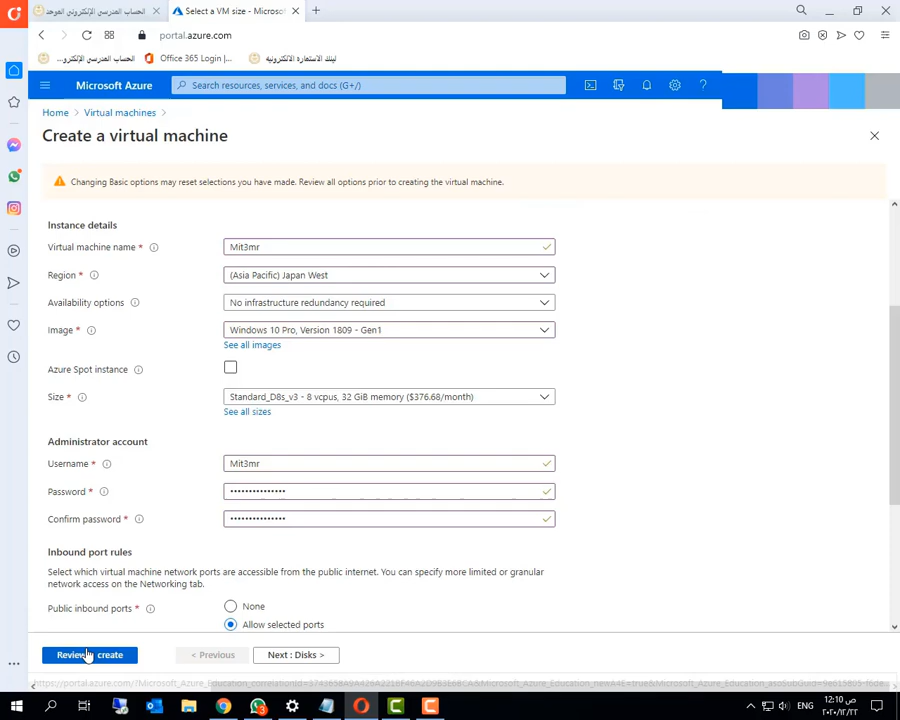 الحساب المدرسي الإلكتروني الموحد
Select a VM size - Microsof
portal.azure.com
الحساب المدرسي الإلكترو...
Office 365 Login |...
لينك الاستعاره الالكترونيه
Microsoft Azure
Search resources, services, and docs (G+/)
Home > Virtual machines >
Create a virtual machine
Changing Basic options may reset selections you have made. Review all options prior to creating the virtual machine.
Instance details
Virtual machine name *
Mit3mr
Region *
(Asia Pacific) Japan West
Availability options
No infrastructure redundancy required
Image *
Windows 10 Pro, Version 1809 - Gen1
See all images
Azure Spot instance
Size *
Standard_D8s_v3 - 8 vcpus, 32 GiB memory ($376.68/month)
See all sizes
Administrator account
Username *
Mit3mr
Password *
•••••••••••••••
Confirm password *
•••••••••••••••
Inbound port rules
Select which virtual machine network ports are accessible from the public internet. You can specify more limited or granular
network access on the Networking tab.
Public inbound ports *
None
Allow selected ports
Review create
< Previous
Next : Disks >
ENG
12:10 ص